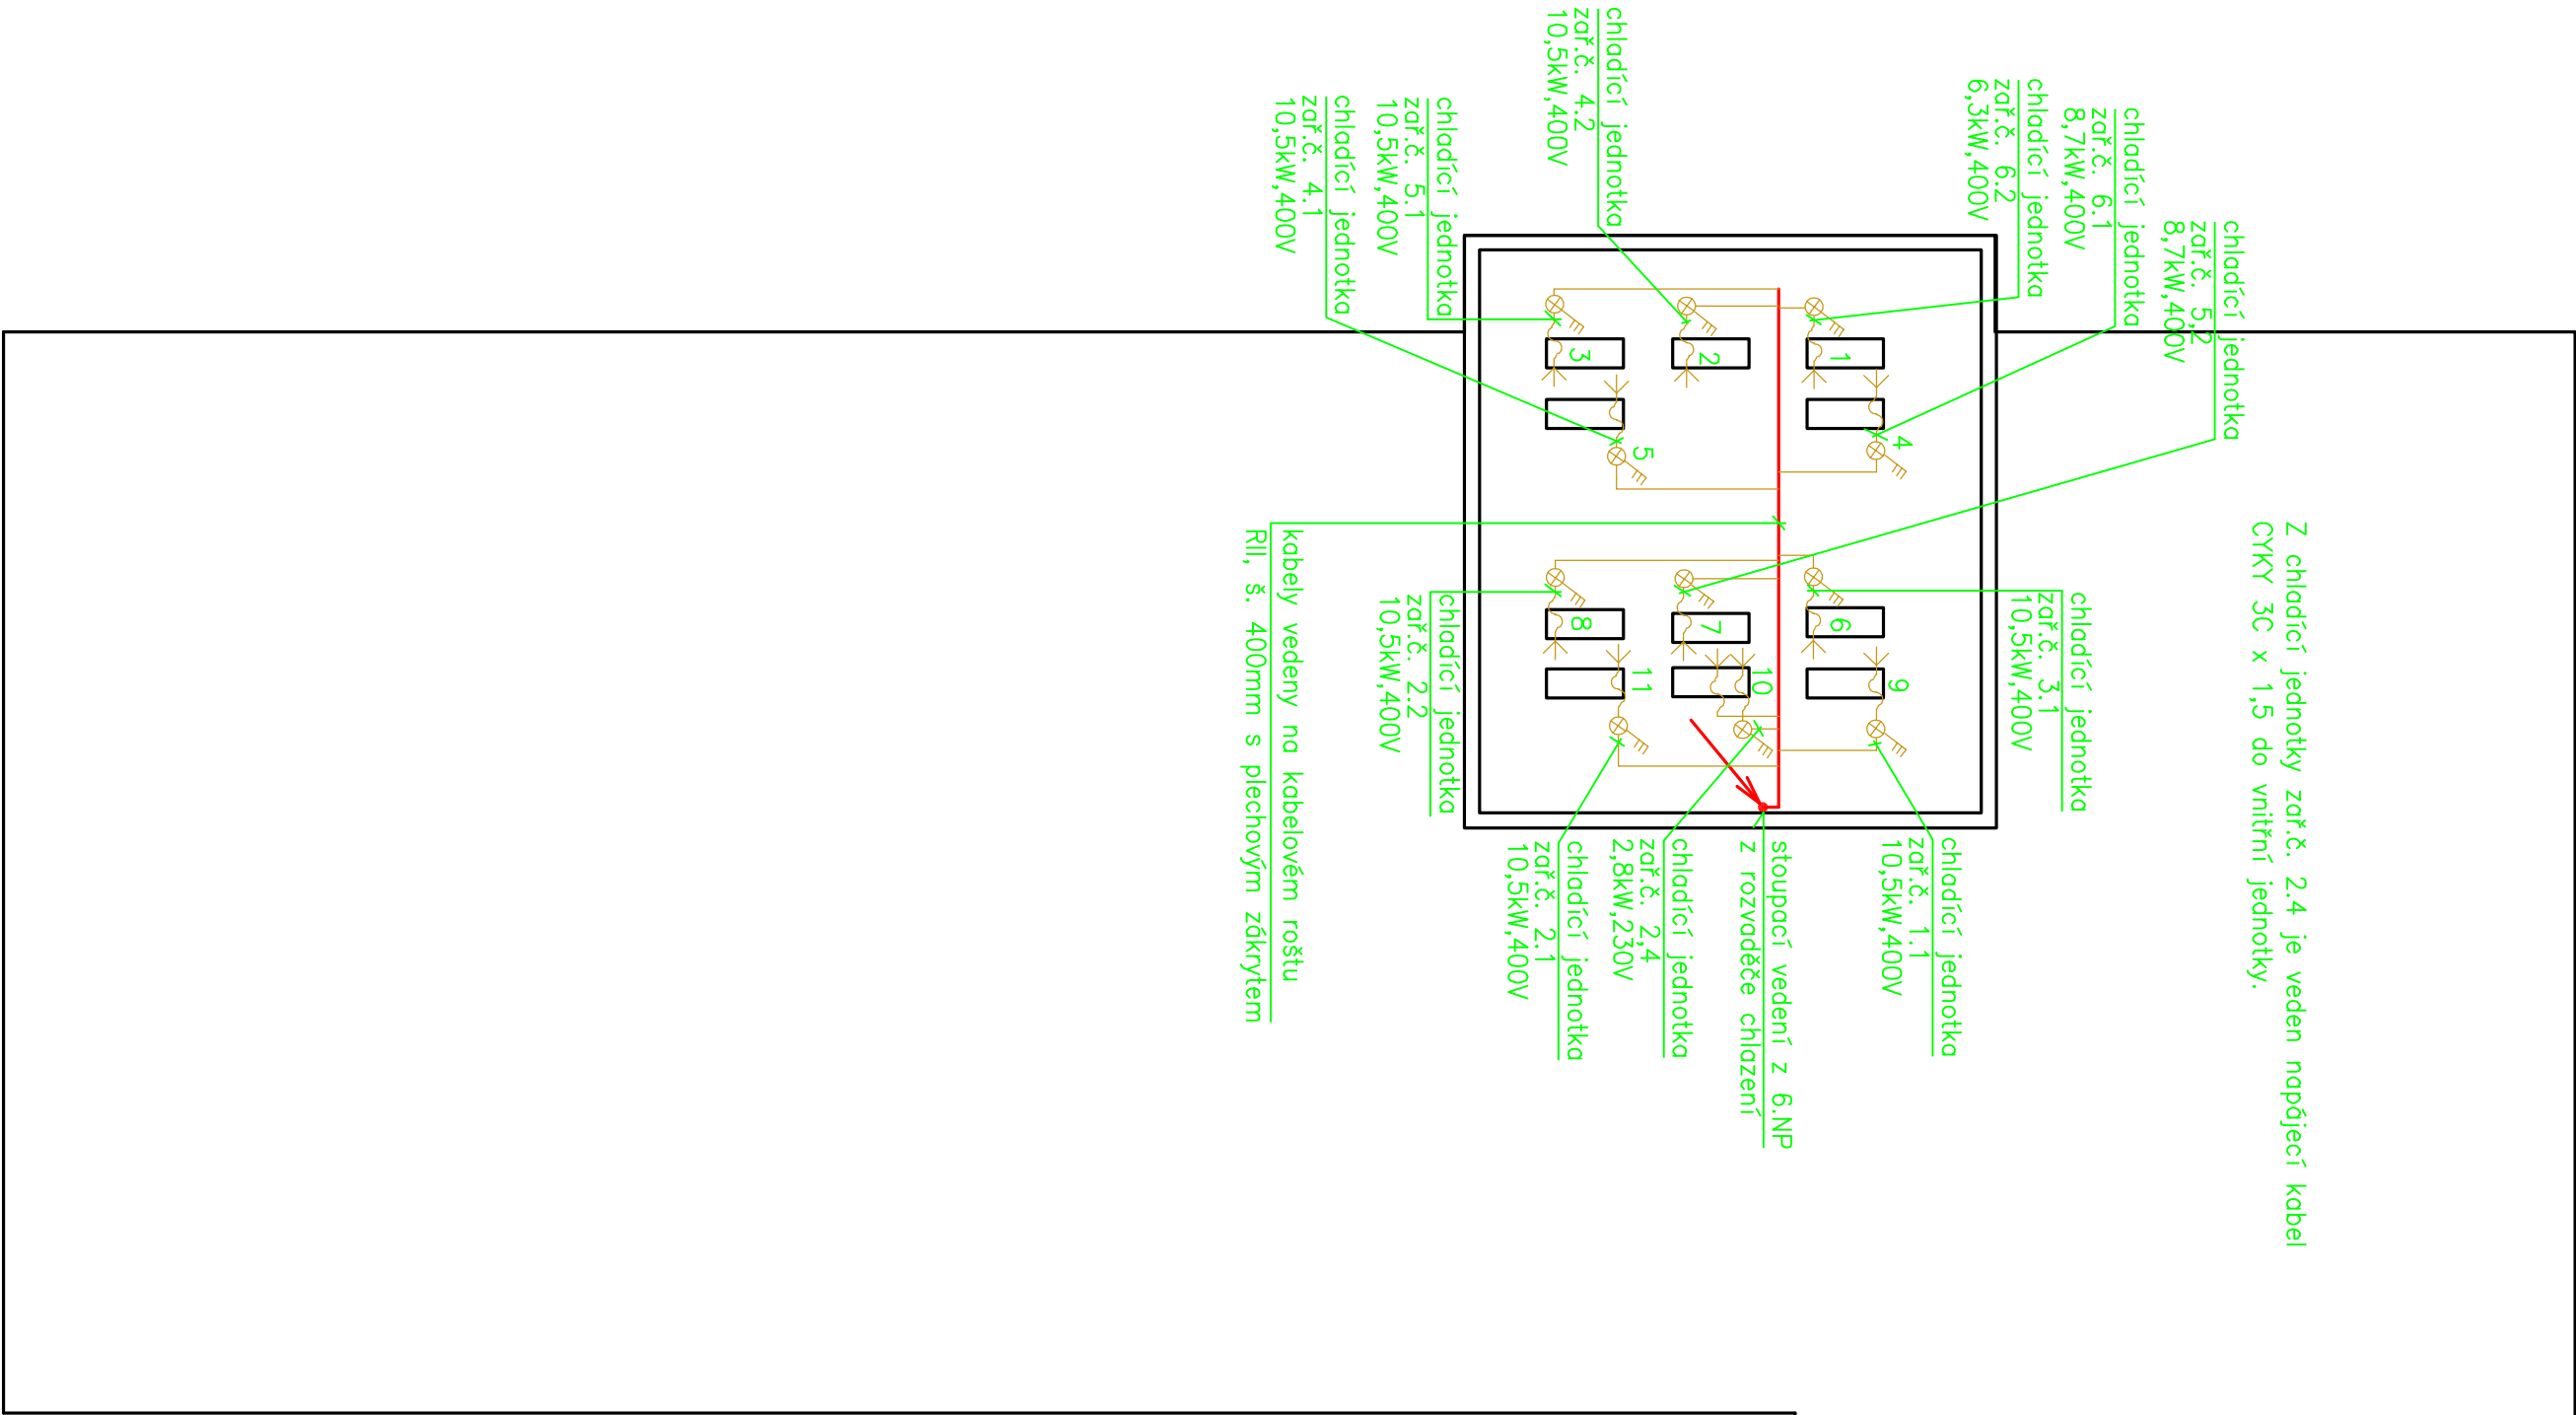 Z chladící jednotky zař.č. 2.4 je veden napájecí kabel
CYKY 3C x 1,5 do vnitřní jednotky.
chladící jednotka
zař.č. 5,2
8,7kW,400V
chladící jednotka
zař.č. 6.1
8,7kW,400V
chladící jednotka
zař.č. 6.2
6,3kW,400V
chladící jednotka
zař.č. 4.2
10,5kW,400V
chladící jednotka
zař.č. 5.1
10,5kW,400V
chladící jednotka
zař.č. 4.1
10,5kW,400V
chladící jednotka
zař.č. 3.1
10,5kW,400V
chladící jednotka
zař.č. 1.1
10,5kW,400V
stoupací vedení z 6.NP
z rozvaděče chlazení
chladící jednotka
zař.č. 2,4
2,8kW,230V
chladící jednotka
zař.č. 2.1
10,5kW,400V
chladící jednotka
zař.č. 2.2
10,5kW,400V
kabely vedeny na kabelovém roštu
RII, š. 400mm s plechovým zákrytem
1
2
3
4
5
6
7
8
9
10
11